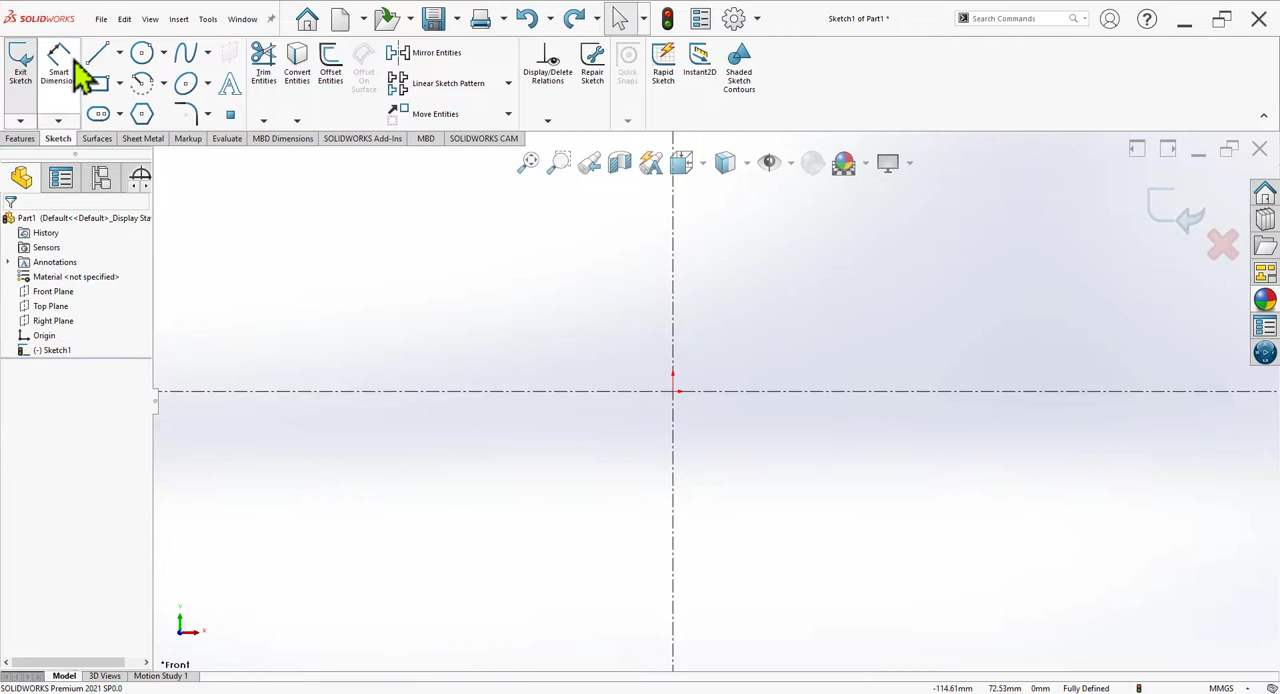 SOLIDWORKS File Edit View Insert Tools Window Sketch1 of Part1 * Search Commands
Exit Sketch Smart Dimension Trim Entities Convert Entities Offset Entities Offset On Surface Mirror Entities Linear Sketch Pattern Move Entities Display/Delete Relations Repair Sketch Quick Snaps Rapid Sketch Instant2D Shaded Sketch Contours
Features Sketch Surfaces Sheet Metal Markup Evaluate MBD Dimensions SOLIDWORKS Add-Ins MBD SOLIDWORKS CAM
Part1 (Default<<Default>_Display Sta
History
Sensors
Annotations
Material <not specified>
Front Plane
Top Plane
Right Plane
Origin
(-) Sketch1
Y
X
*Front
Model 3D Views Motion Study 1
SOLIDWORKS Premium 2021 SP0.0 -114.61mm 72.53mm 0mm Fully Defined MMGS